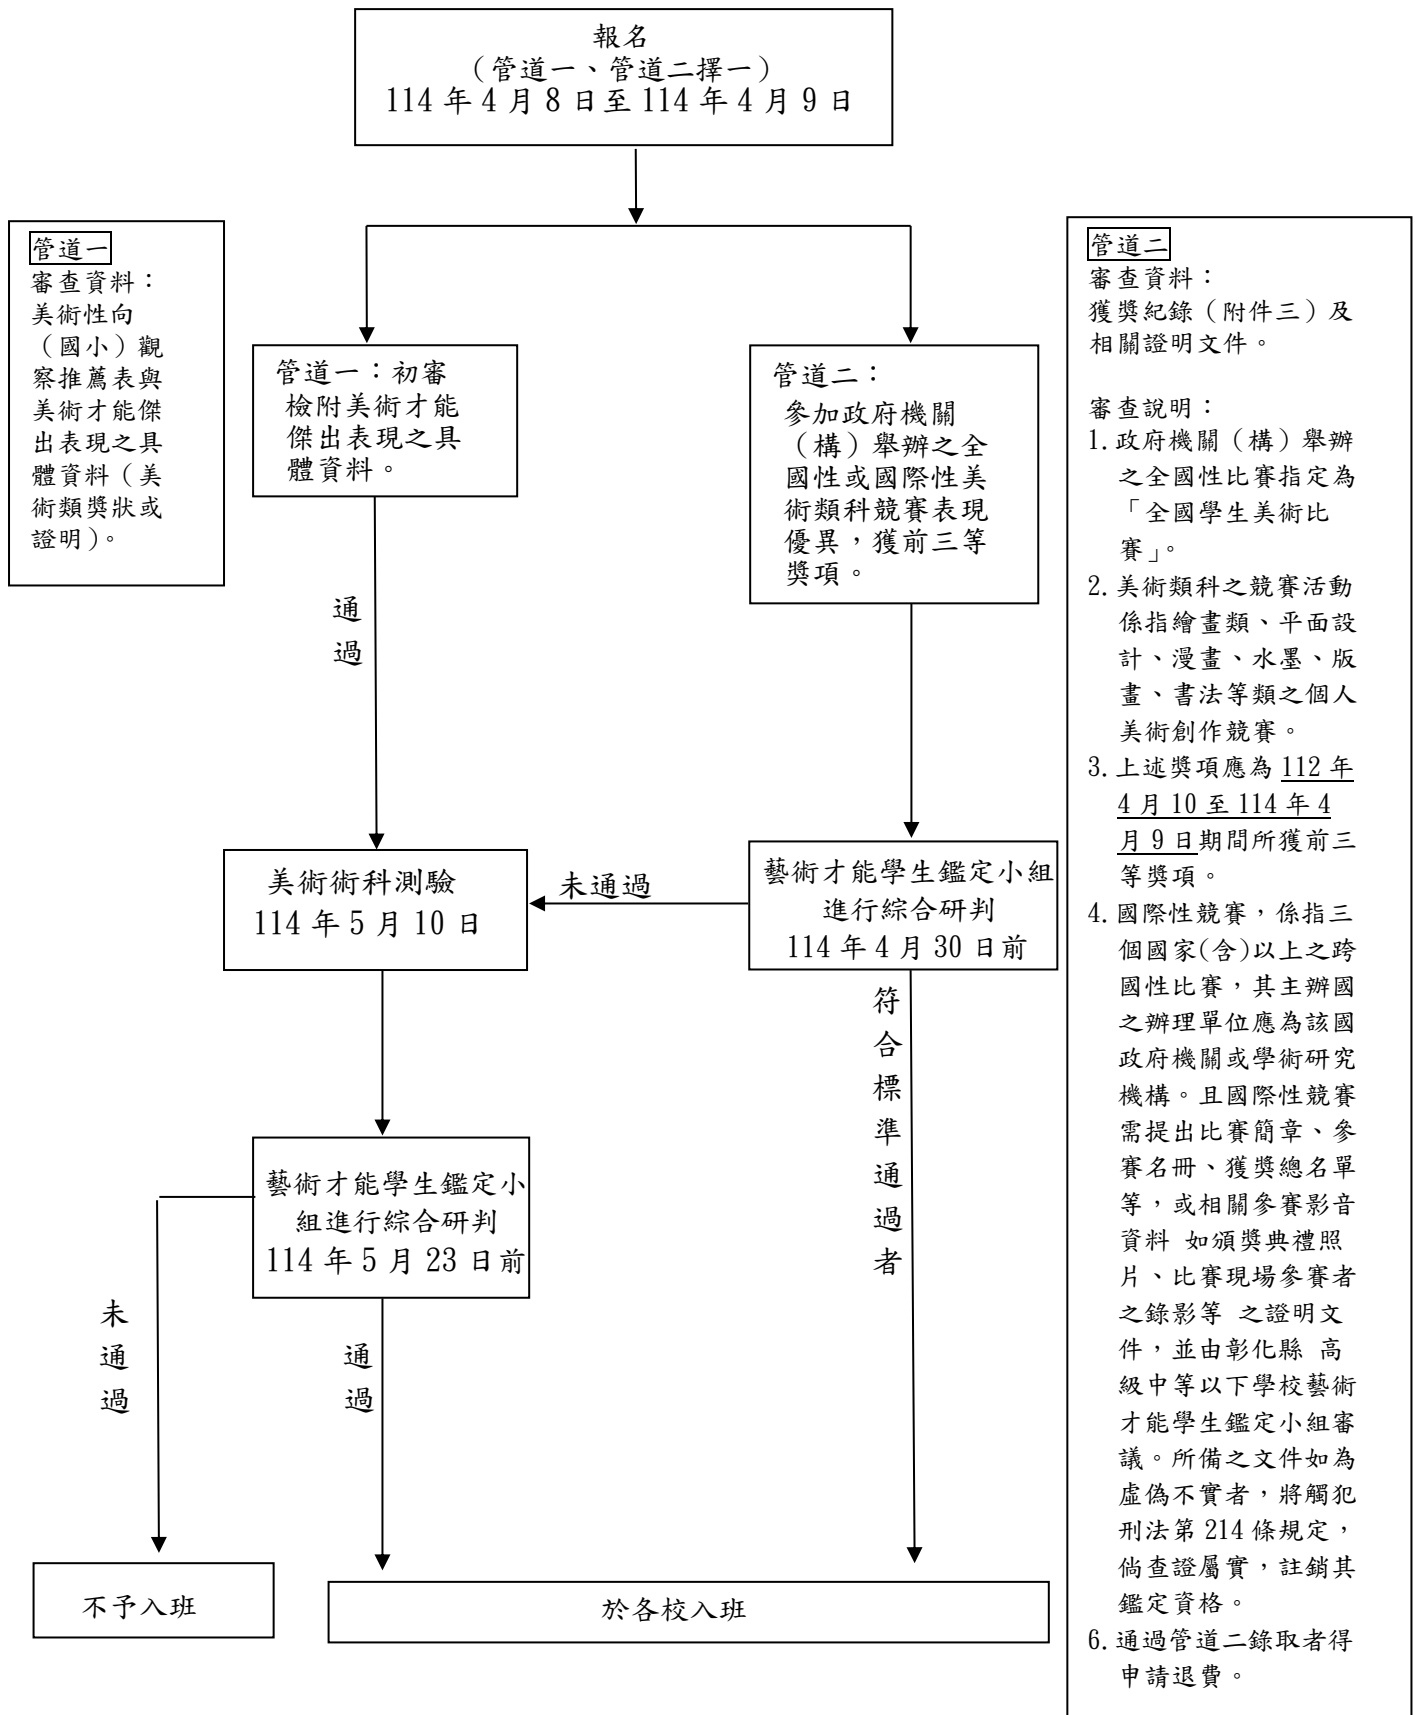 報名
（管道一、管道二擇一）
114 年 4 月 8 日至 114 年 4 月 9 日
管道一
審查資料：
美術性向
（國小）觀
察推薦表與
美術才能傑
出表現之具
體資料（美
術類獎狀或
證明）。
管道一：初審
檢附美術才能
傑出表現之具
體資料。
管道二：
參加政府機關
（構）舉辦之全
國性或國際性美
術類科競賽表現
優異，獲前三等
獎項。
通過
美術術科測驗
114 年 5 月 10 日
未通過
藝術才能學生鑑定小組
進行綜合研判
114 年 4 月 30 日前
符合標準通過者
藝術才能學生鑑定小
組進行綜合研判
114 年 5 月 23 日前
未通過
通過
不予入班
於各校入班
管道二
審查資料：
獲獎紀錄（附件三）及
相關證明文件。
審查說明：
1.政府機關（構）舉辦
之全國性比賽指定為
「全國學生美術比
賽」。
2.美術類科之競賽活動
係指繪畫類、平面設
計、漫畫、水墨、版
畫、書法等類之個人
美術創作競賽。
3.上述獎項應為 112 年
4 月 10 至 114 年 4
月 9 日期間所獲前三
等獎項。
4.國際性競賽，係指三
個國家(含)以上之跨
國性比賽，其主辦國
之辦理單位應為該國
政府機關或學術研究
機構。且國際性競賽
需提出比賽簡章、參
賽名冊、獲獎總名單
等，或相關參賽影音
資料 如頒獎典禮照
片、比賽現場參賽者
之錄影等 之證明文
件，並由彰化縣 高
級中等以下學校藝術
才能學生鑑定小組審
議。所備之文件如為
虛偽不實者，將觸犯
刑法第 214 條規定，
倘查證屬實，註銷其
鑑定資格。
6.通過管道二錄取者得
申請退費。